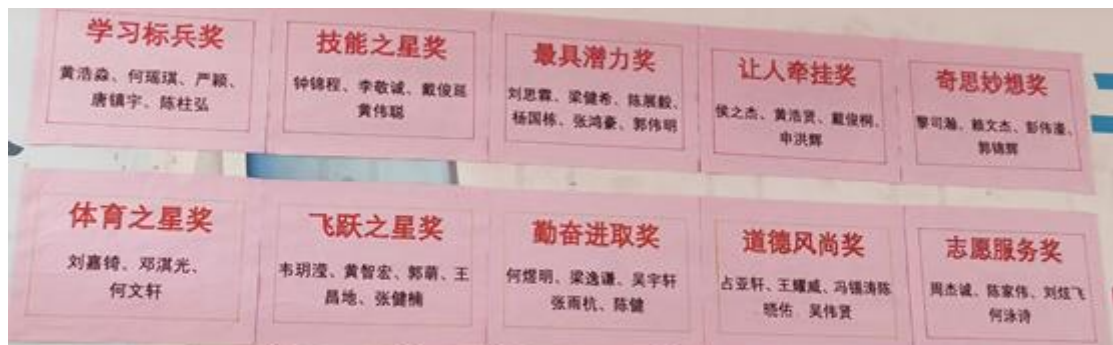 学习标兵奖
黄浩淼、何瑶琪、严颖、
唐镇宇、陈柱弘
技能之星奖
钟锦程、李敬诚、戴俊延
黄伟聪
最具潜力奖
刘思霖、梁健希、陈展毅、
杨国栋、张鸿豪、郭伟明
让人牵挂奖
侯之杰、黄浩贤、戴俊桐、
申洪辉
奇思妙想奖
黎司瀚、赖文杰、彭伟
郭锦辉
体育之星奖
刘嘉锜、邓淇光、
何文轩
飞跃之星奖
韦玥滢、黄智宏、郭萌、王
昌地、张健楠
勤奋进取奖
何煜明、梁逸谦、吴宇轩
张雨杭、陈健
道德风尚奖
占亚轩、王耀威、冯锡涛陈
晓佑 吴伟贤
志愿服务奖
周杰诚、陈家伟、刘炫飞
何泳诗